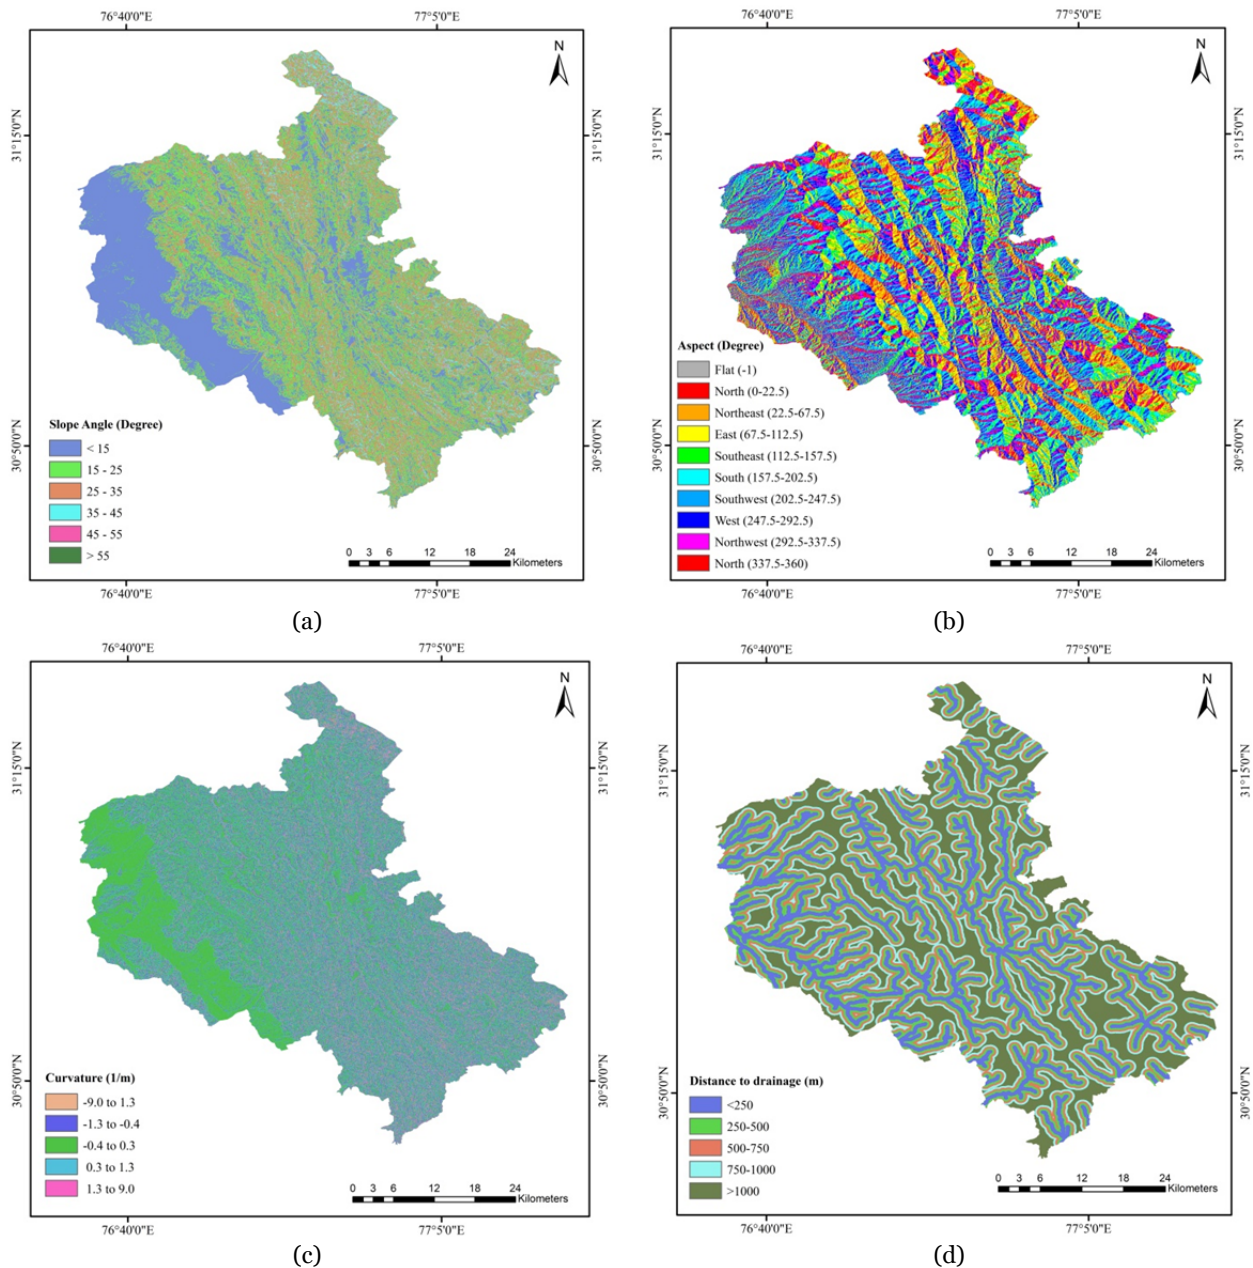 76°40'0"E 77°5'0"E
N
31°15'0"N 31°15'0"N
30°50'0"N 30°50'0"N
Slope Angle (Degree)
< 15
15 - 25
25 - 35
35 - 45
45 - 55
> 55
0 3 6 12 18 24
Kilometers
76°40'0"E 77°5'0"E
(a)
76°40'0"E 77°5'0"E
N
31°15'0"N 31°15'0"N
30°50'0"N 30°50'0"N
Aspect (Degree)
Flat (-1)
North (0-22.5)
Northeast (22.5-67.5)
East (67.5-112.5)
Southeast (112.5-157.5)
South (157.5-202.5)
Southwest (202.5-247.5)
West (247.5-292.5)
Northwest (292.5-337.5)
North (337.5-360)
0 3 6 12 18 24
Kilometers
76°40'0"E 77°5'0"E
(b)
76°40'0"E 77°5'0"E
N
31°15'0"N 31°15'0"N
30°50'0"N 30°50'0"N
Curvature (1/m)
-9.0 to 1.3
-1.3 to -0.4
-0.4 to 0.3
0.3 to 1.3
1.3 to 9.0
0 3 6 12 18 24
Kilometers
76°40'0"E 77°5'0"E
(c)
76°40'0"E 77°5'0"E
N
31°15'0"N 31°15'0"N
30°50'0"N 30°50'0"N
Distance to drainage (m)
<250
250-500
500-750
750-1000
>1000
0 3 6 12 18 24
Kilometers
76°40'0"E 77°5'0"E
(d)